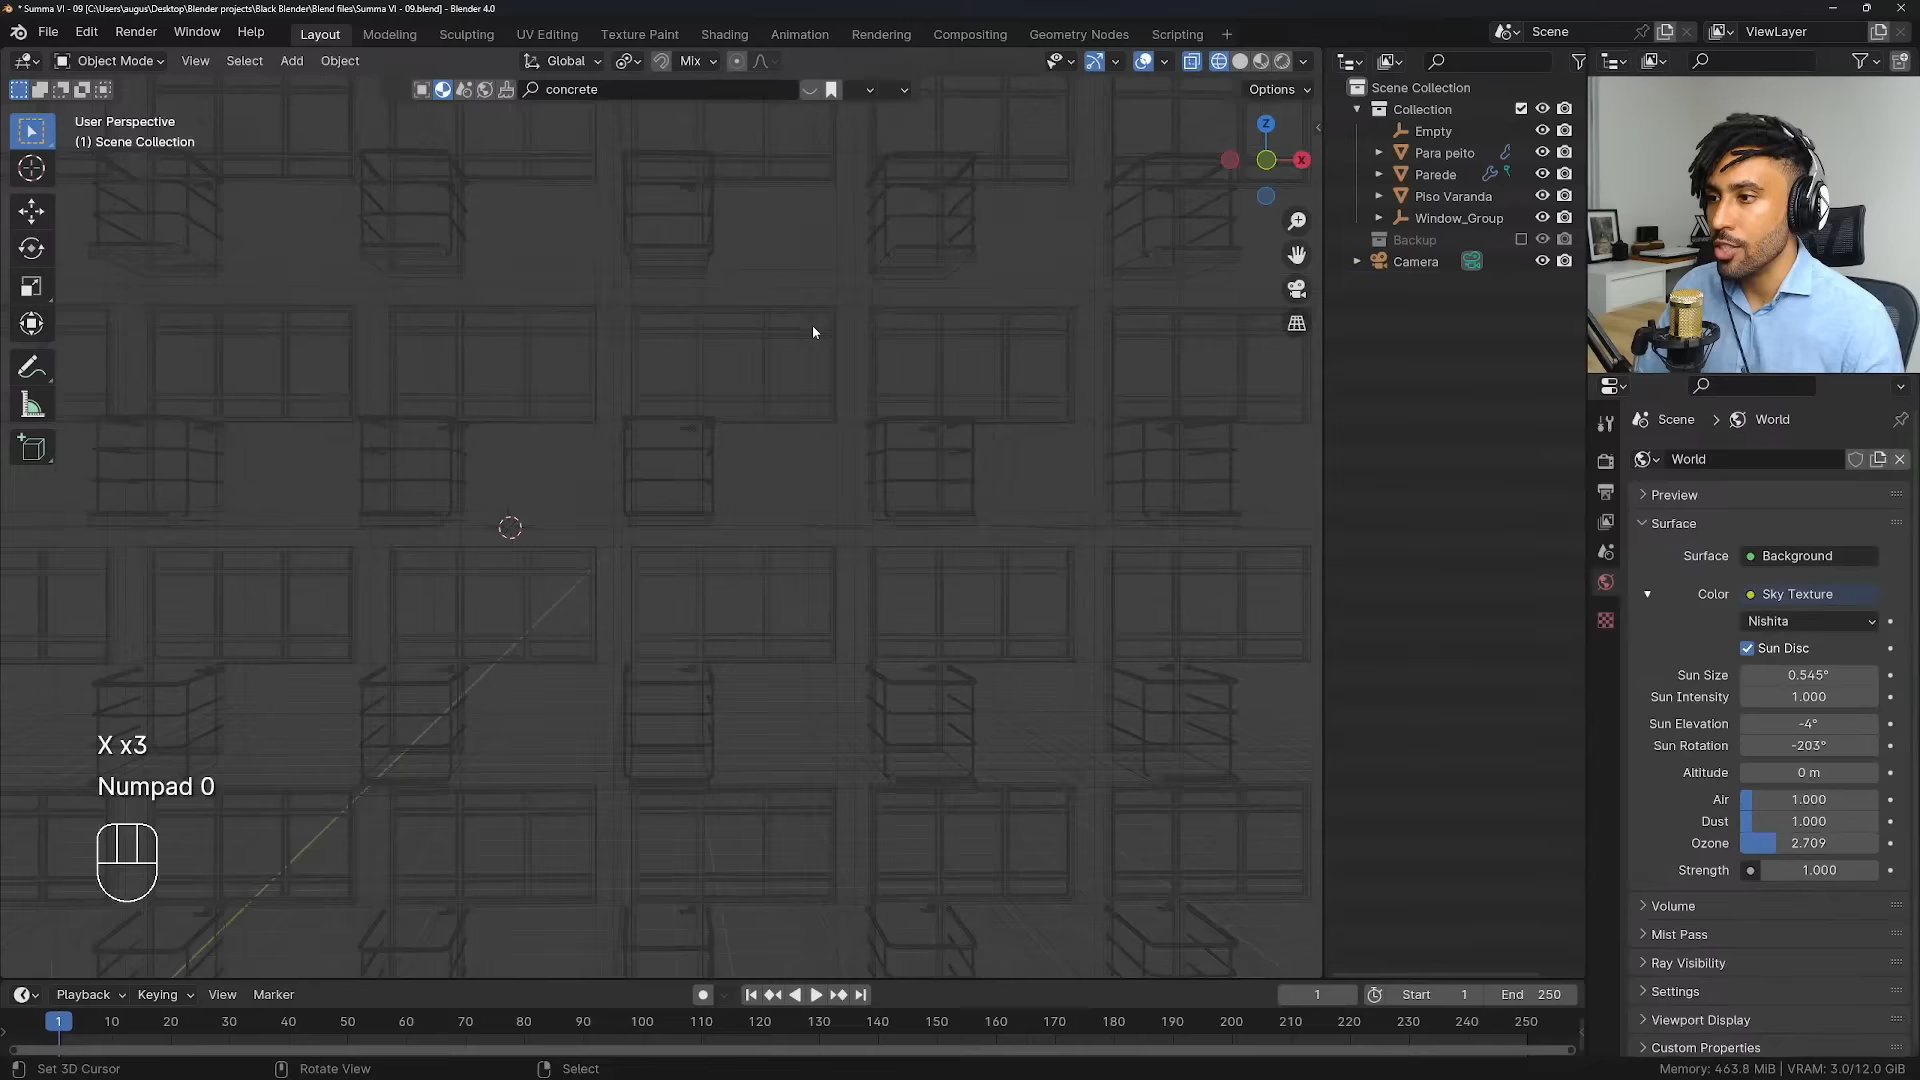 * Summa VI - 09 [C:\Users\augus\Desktop\Blender projects\Black Blender\Blend files\Summa VI - 09.blend] - Blender 4.0
File Edit Render Window Help Layout Modeling Sculpting UV Editing Texture Paint Shading Animation Rendering Compositing Geometry Nodes Scripting + Scene ViewLayer
Object Mode View Select Add Object Global Mix
concrete Options
User Perspective
(1) Scene Collection
Z
X
X x3
Numpad 0
Scene Collection
Collection
Empty
Para peito
Parede
Piso Varanda
Window_Group
Backup
Camera
Scene > World
World
Preview
Surface
Surface Background
Color Sky Texture
Nishita
Sun Disc
Sun Size 0.545°
Sun Intensity 1.000
Sun Elevation -4°
Sun Rotation -203°
Altitude 0 m
Air 1.000
Dust 1.000
Ozone 2.709
Strength 1.000
Volume
Mist Pass
Ray Visibility
Settings
Viewport Display
Custom Properties
Playback Keying View Marker 1 Start 1 End 250
1 10 20 30 40 50 60 70 80 90 100 110 120 130 140 150 160 170 180 190 200 210 220 230 240 250
Set 3D Cursor Rotate View Select Memory: 463.8 MiB | VRAM: 3.0/12.0 GiB